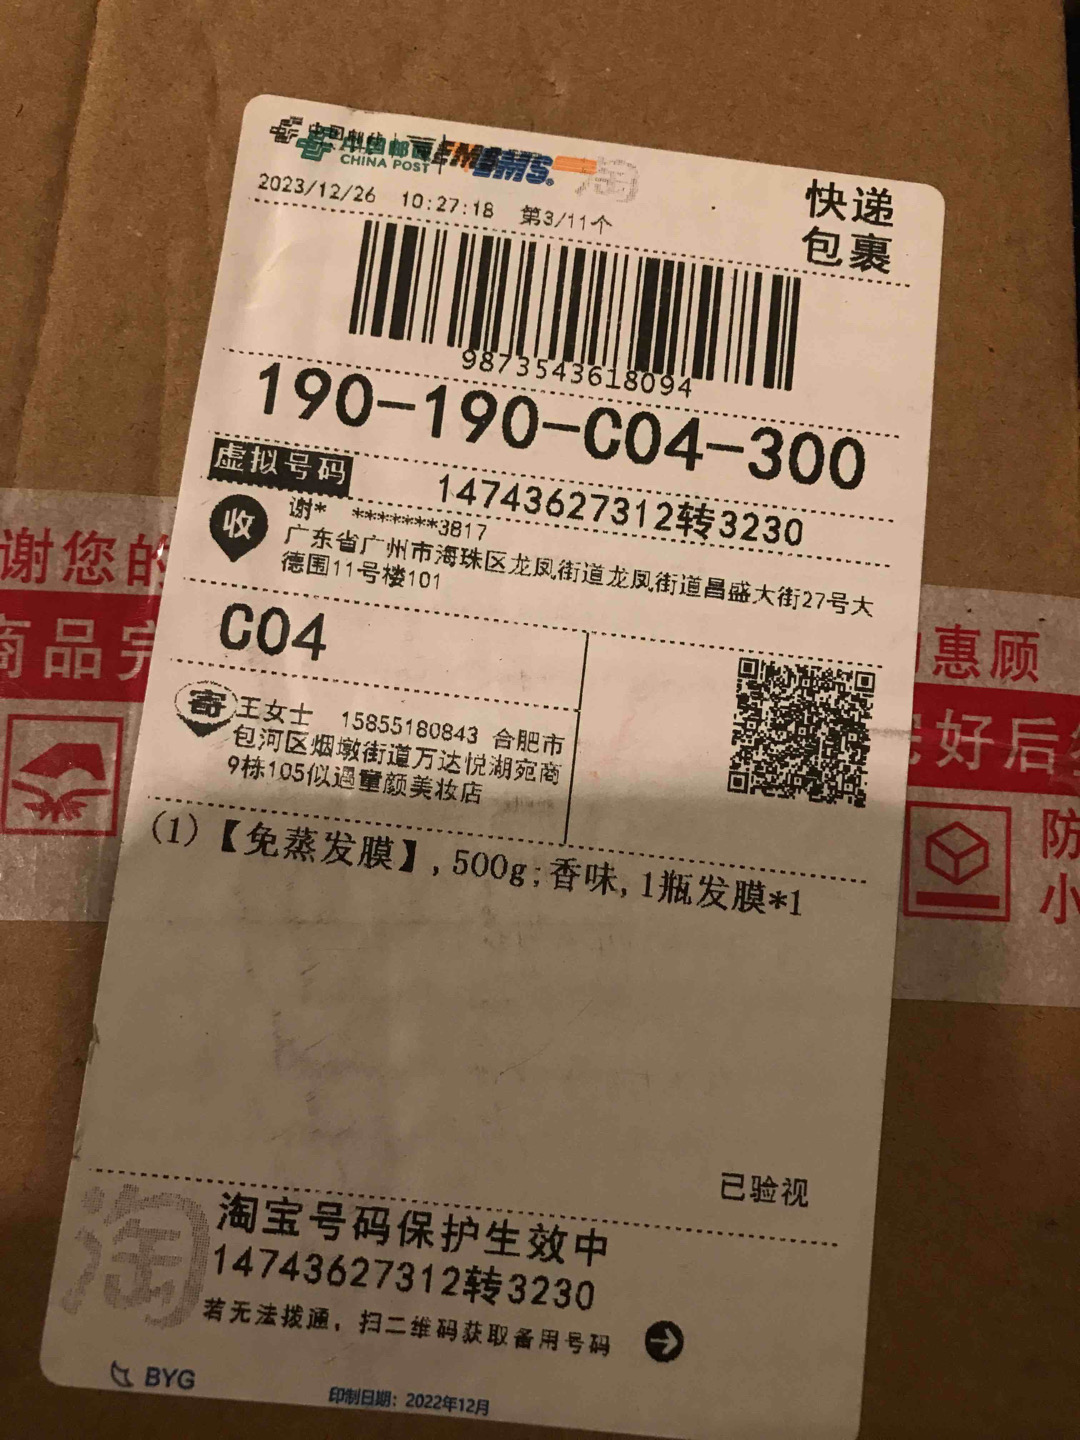 中国邮政
CHINA POST
EMS
淘
快递
包裹
2023/12/26 10:27:18 第3/11个
9873543618094
190-190-C04-300
虚拟号码 14743627312转3230
收
谢* *******3817
广东省广州市海珠区龙凤街道龙凤街道昌盛大街27号大
德围11号楼101
C04
寄
王女士 15855180843 合肥市
包河区烟墩街道万达悦湖宛商
9栋105似遇童颜美妆店
(1)【免蒸发膜】,500g;香味,1瓶发膜*1
已验视
淘
淘宝号码保护生效中
14743627312转3230
若无法拨通，扫二维码获取备用号码
BYG
印制日期：2022年12月
谢您的
商品完
惠顾
好后
防
小